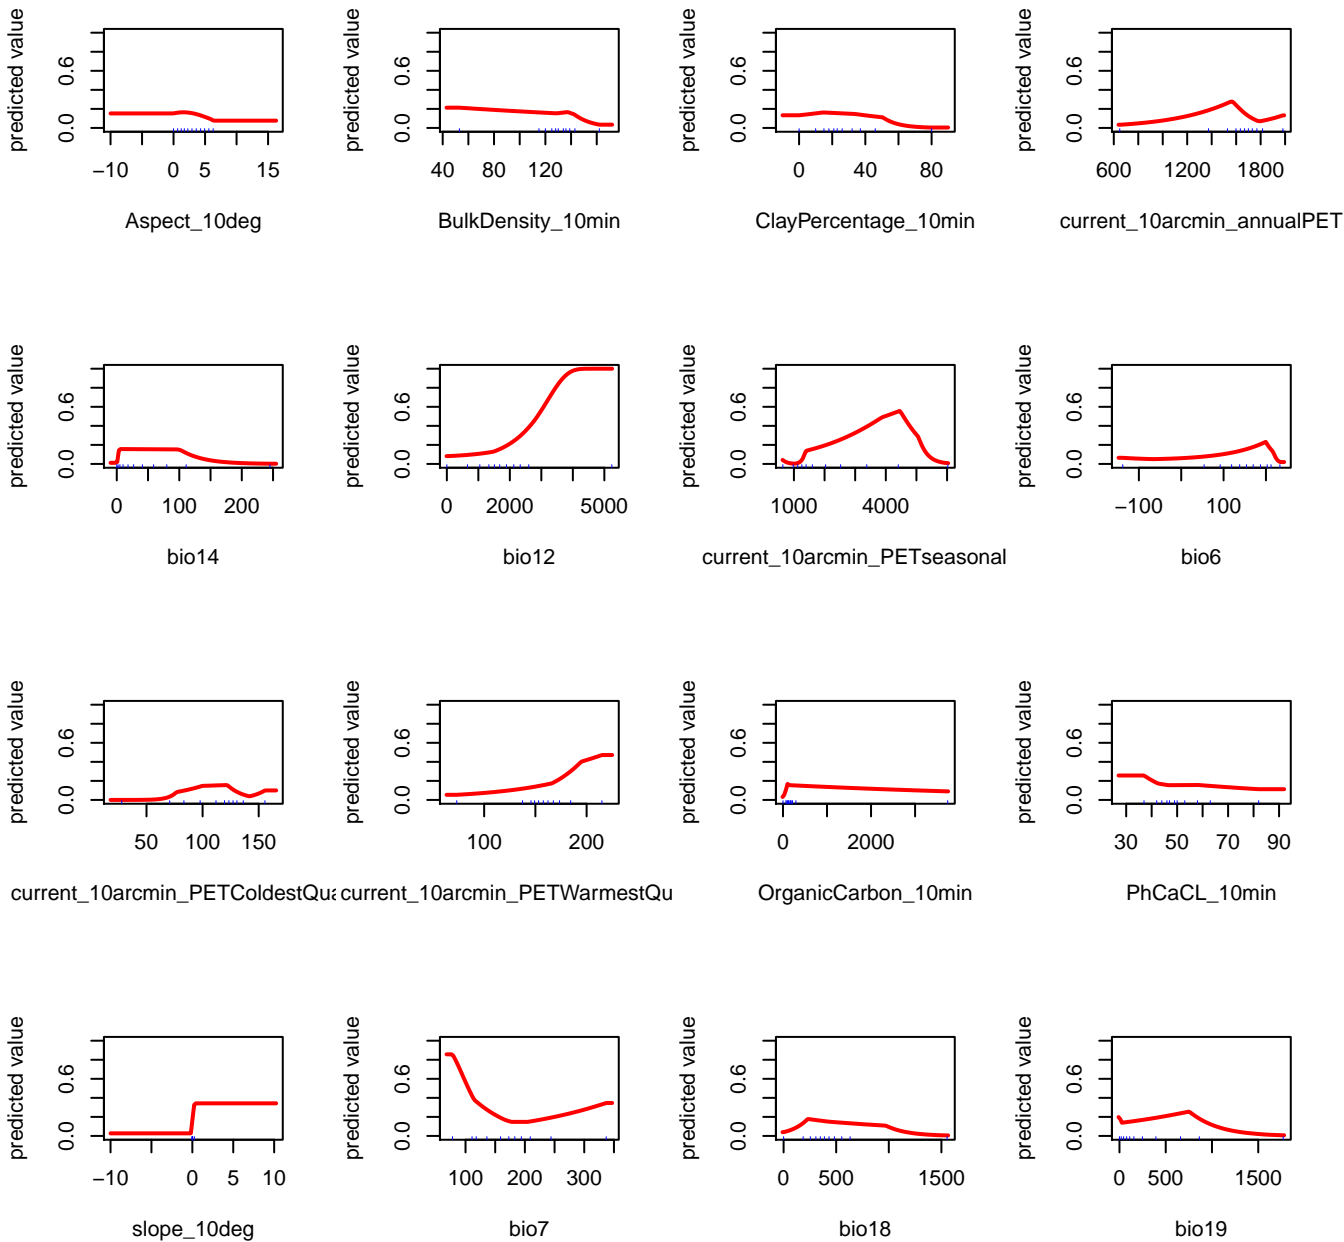 predicted value
0.0 0.6
−10 0 5 15
Aspect_10deg
predicted value
0.0 0.6
40 80 120
BulkDensity_10min
predicted value
0.0 0.6
0 40 80
ClayPercentage_10min
predicted value
0.0 0.6
600 1200 1800
current_10arcmin_annualPET
predicted value
0.0 0.6
0 100 200
bio14
predicted value
0.0 0.6
0 2000 5000
bio12
predicted value
0.0 0.6
1000 4000
current_10arcmin_PETseasonal
predicted value
0.0 0.6
−100 100
bio6
predicted value
0.0 0.6
50 100 150
current_10arcmin_PETColdestQua
predicted value
0.0 0.6
100 200
current_10arcmin_PETWarmestQu
predicted value
0.0 0.6
0 2000
OrganicCarbon_10min
predicted value
0.0 0.6
30 50 70 90
PhCaCL_10min
predicted value
0.0 0.6
−10 0 5 10
slope_10deg
predicted value
0.0 0.6
100 200 300
bio7
predicted value
0.0 0.6
0 500 1500
bio18
predicted value
0.0 0.6
0 500 1500
bio19